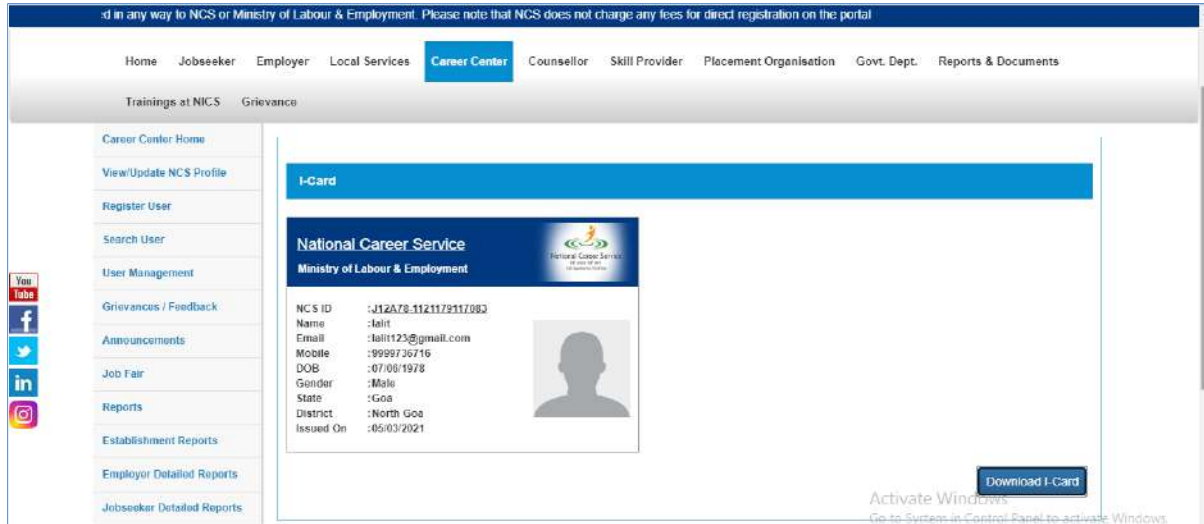 d in any way to NCS or Ministry of Labour & Employment. Please note that NCS does not charge any fees for direct registration on the portal
Home Jobseeker Employer Local Services Career Center Counsellor Skill Provider Placement Organisation Govt. Dept. Reports & Documents
Trainings at NICS Grievance
Career Center Home
View/Update NCS Profile
Register User
Search User
User Management
Grievances / Feedback
Announcements
Job Fair
Reports
Establishment Reports
Employer Detailed Reports
Jobseeker Detailed Reports
You
Tube
f
in
I-Card
National Career Service
Ministry of Labour & Employment
National Career Service
NCS ID :J12A78-1121179117083
Name :lalit
Email :lalit123@gmail.com
Mobile :9999736716
DOB :07/06/1978
Gender :Male
State :Goa
District :North Goa
Issued On :05/03/2021
Download I-Card
Activate Windows
Go to System in Control Panel to activate Windows.